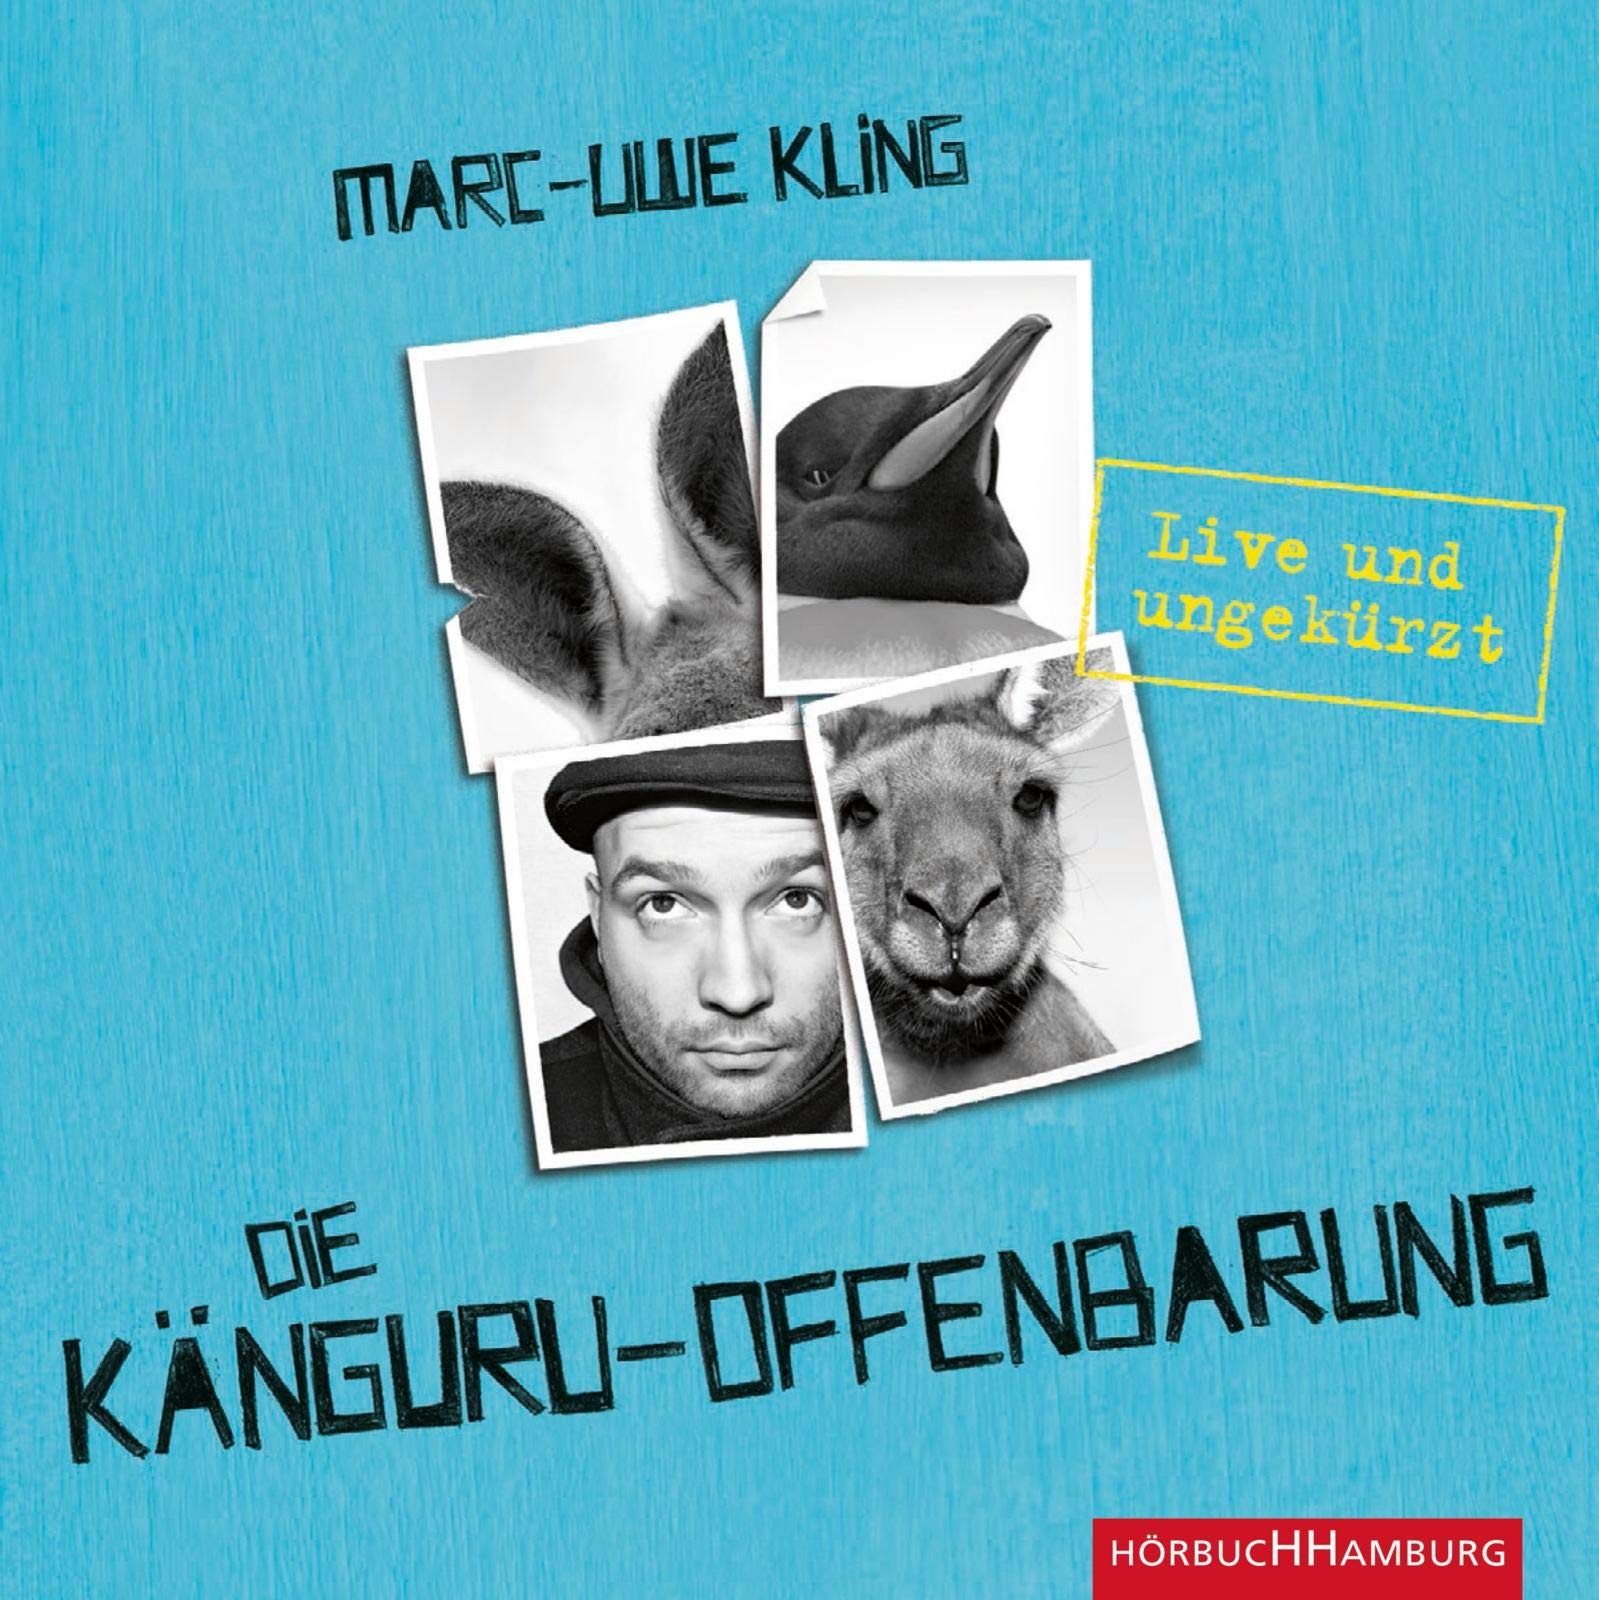 MARC-UWE KLING
Live und
ungekürzt
DIE
KÄNGURU-OFFENBARUNG
HÖRBUCHHAMBURG